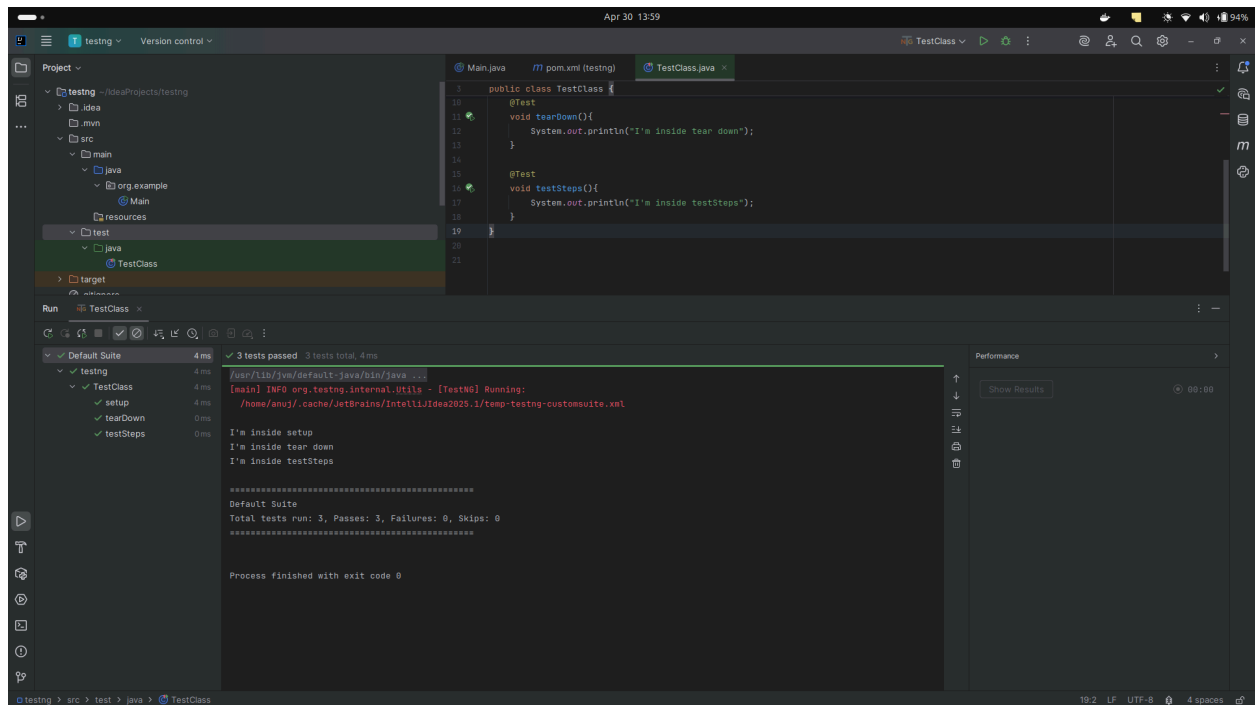 Apr 30 13:59
94%
testng
Version control
TestClass
Project
Main.java
pom.xml (testng)
TestClass.java
testng ~/IdeaProjects/testng
.idea
.mvn
src
main
java
org.example
Main
resources
test
java
TestClass
target
3 public class TestClass {
10 @Test
11 void tearDown(){
12 System.out.println("I'm inside tear down");
13 }
14
15 @Test
16 void testSteps(){
17 System.out.println("I'm inside testSteps");
18 }
19 }
20
21
Run
TestClass
Default Suite 4 ms
testng 4 ms
TestClass 4 ms
setup 4 ms
tearDown 0 ms
testSteps 0 ms
3 tests passed 3 tests total, 4 ms
/usr/lib/jvm/default-java/bin/java ...
[main] INFO org.testng.internal.Utils - [TestNG] Running:
/home/anuj/.cache/JetBrains/IntelliJIdea2025.1/temp-testng-customsuite.xml
I'm inside setup
I'm inside tear down
I'm inside testSteps
===============================================
Default Suite
Total tests run: 3, Passes: 3, Failures: 0, Skips: 0
===============================================
Process finished with exit code 0
Performance
Show Results
00:00
testng > src > test > java > TestClass
19:2 LF UTF-8 4 spaces